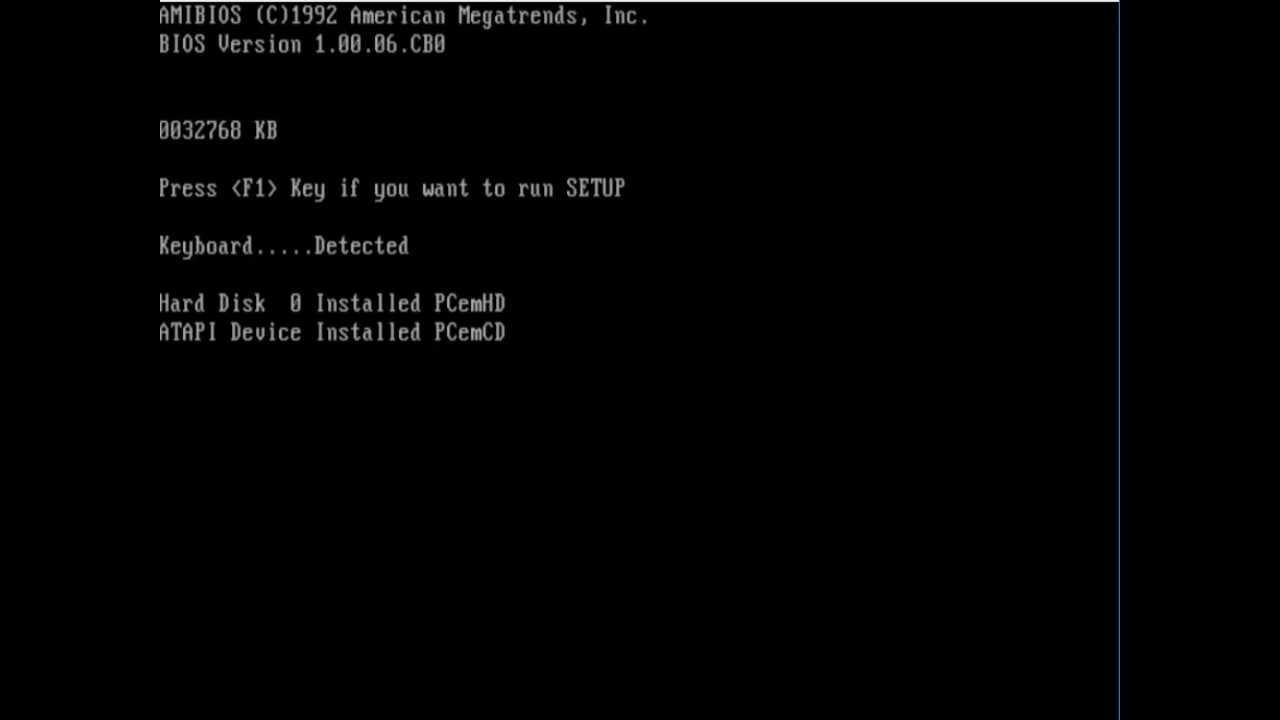 AMIBIOS (C)1992 American Megatrends, Inc.
BIOS Version 1.00.06.CB0
0032768 KB
Press <F1> Key if you want to run SETUP
Keyboard.....Detected
Hard Disk  0 Installed PCemHD
ATAPI Device Installed PCemCD